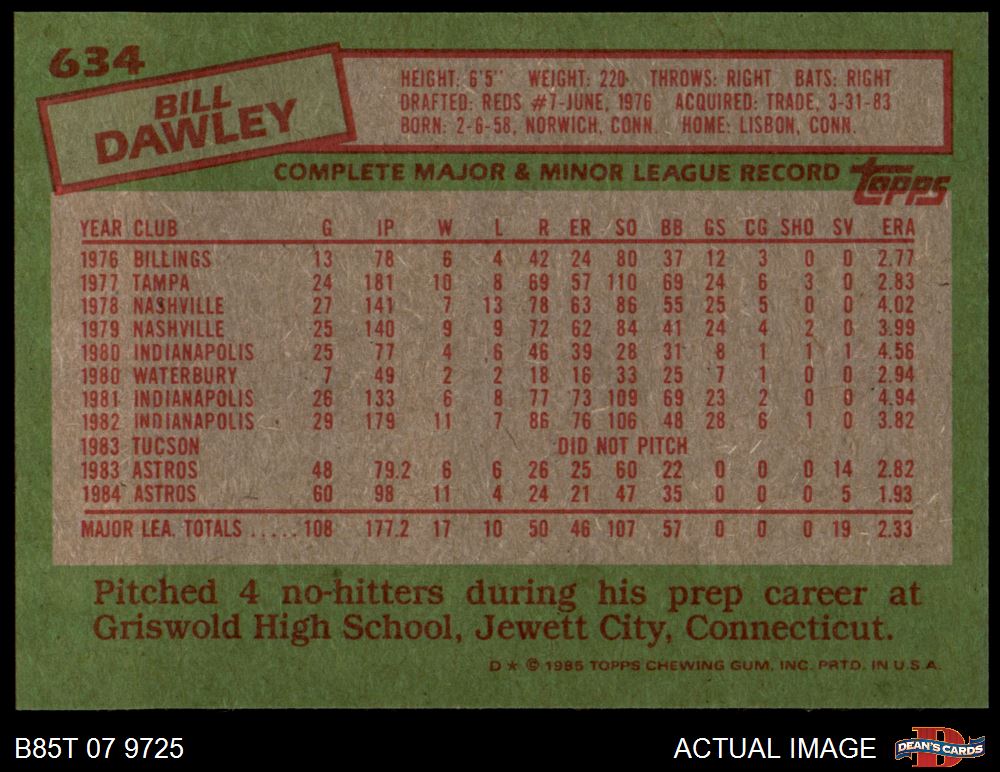 634
BILL
DAWLEY
HEIGHT: 6'5" WEIGHT: 220 THROWS: RIGHT BATS: RIGHT
DRAFTED: REDS #7-JUNE, 1976 ACQUIRED: TRADE, 3-31-83
BORN: 2-6-58, NORWICH, CONN. HOME: LISBON, CONN.
COMPLETE MAJOR & MINOR LEAGUE RECORD topps
YEAR CLUB G IP W L R ER SO BB GS CG SHO SV ERA
1976 BILLINGS 13 78 6 4 42 24 80 37 12 3 0 0 2.77
1977 TAMPA 24 181 10 8 69 57 110 69 24 6 3 0 2.83
1978 NASHVILLE 27 141 7 13 78 63 86 55 25 5 0 0 4.02
1979 NASHVILLE 25 140 9 9 72 62 84 41 24 4 2 0 3.99
1980 INDIANAPOLIS 25 77 4 6 46 39 28 31 8 1 1 1 4.56
1980 WATERBURY 7 49 2 2 18 16 33 25 7 1 0 0 2.94
1981 INDIANAPOLIS 26 133 6 8 77 73 109 69 23 2 0 0 4.94
1982 INDIANAPOLIS 29 179 11 7 86 76 106 48 28 6 1 0 3.82
1983 TUCSON DID NOT PITCH
1983 ASTROS 48 79.2 6 6 26 25 60 22 0 0 0 14 2.82
1984 ASTROS 60 98 11 4 24 21 47 35 0 0 0 5 1.93
MAJOR LEA. TOTALS ..... 108 177.2 17 10 50 46 107 57 0 0 0 19 2.33
Pitched 4 no-hitters during his prep career at
Griswold High School, Jewett City, Connecticut.
D★ © 1985 TOPPS CHEWING GUM, INC. PRTD. IN U.S.A.
B85T 07 9725 ACTUAL IMAGE D DEAN'S CARDS